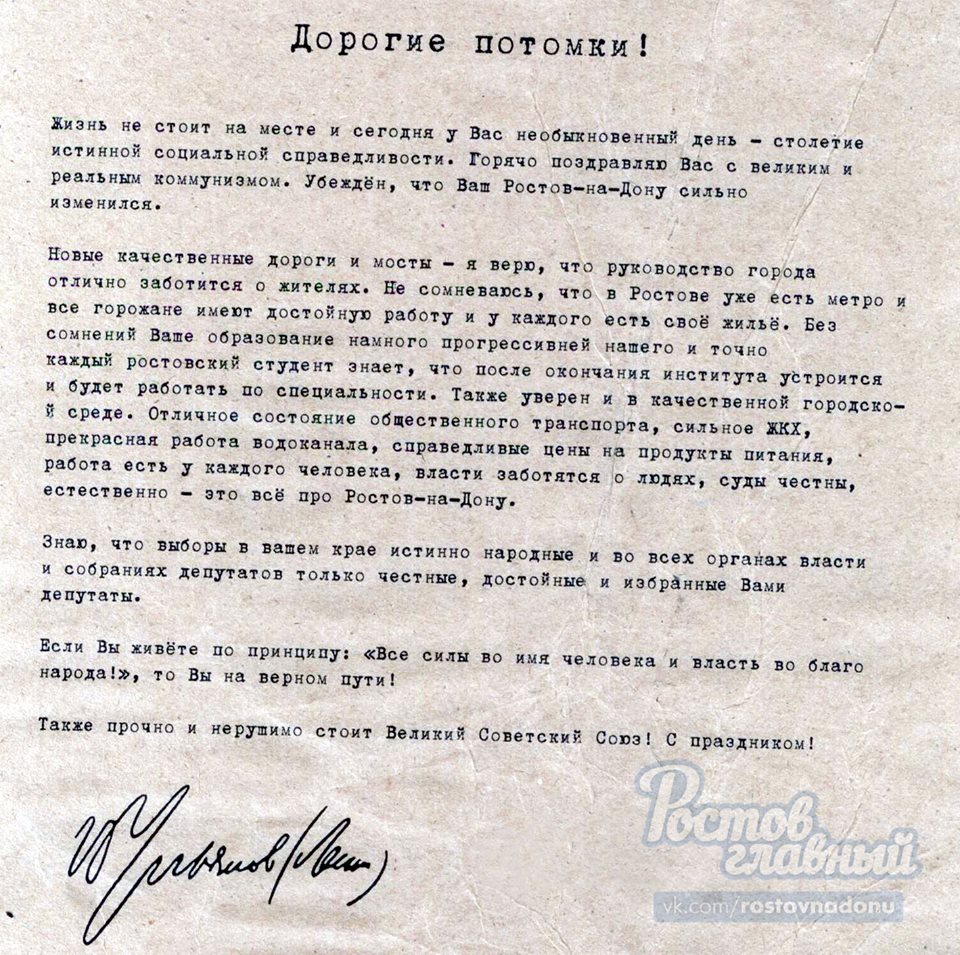 Дорогие потомки!
Жизнь не стоит на месте и сегодня у Вас необыкновенный день – столетие
истинной социальной справедливости. Горячо поздравляю Вас с великим и
реальным коммунизмом. Убеждён, что Ваш Ростов-на-Дону сильно
изменился.
Новые качественные дороги и мосты – я верю, что руководство города
отлично заботится о жителях. Не сомневаюсь, что в Ростове уже есть метро и
все горожане имеют достойную работу и у каждого есть своё жильё. Без
сомнений Ваше образование намного прогрессивней нашего и точно
каждый ростовский студент знает, что после окончания института устроится
и будет работать по специальности. Также уверен и в качественной городско-
й среде. Отличное состояние общественного транспорта, сильное ЖКХ,
прекрасная работа водоканала, справедливые цены на продукты питания,
работа есть у каждого человека, власти заботятся о людях, суды честны,
естественно – это всё про Ростов-на-Дону.
Знаю, что выборы в вашем крае истинно народные и во всех органах власти
и собраниях депутатов только честные, достойные и избранные Вами
депутаты.
Если Вы живёте по принципу: «Все силы во имя человека и власть во благо
народа!», то Вы на верном пути!
Также прочно и нерушимо стоит Великий Советский Союз! С праздником!
В Ульянов (Ленин)
Ростов
главный
vk.com/rostovnadonu